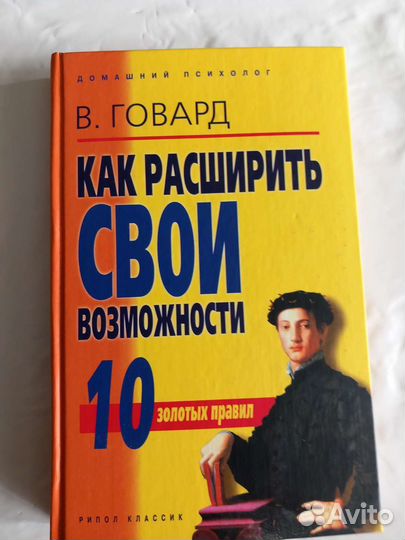 ДОМАШНИЙ ПСИХОЛОГ
В. ГОВАРД
КАК РАСШИРИТЬ
СВОИ
ВОЗМОЖНОСТИ
10
ЗОЛОТЫХ ПРАВИЛ
РИПОЛ КЛАССИК
Avito